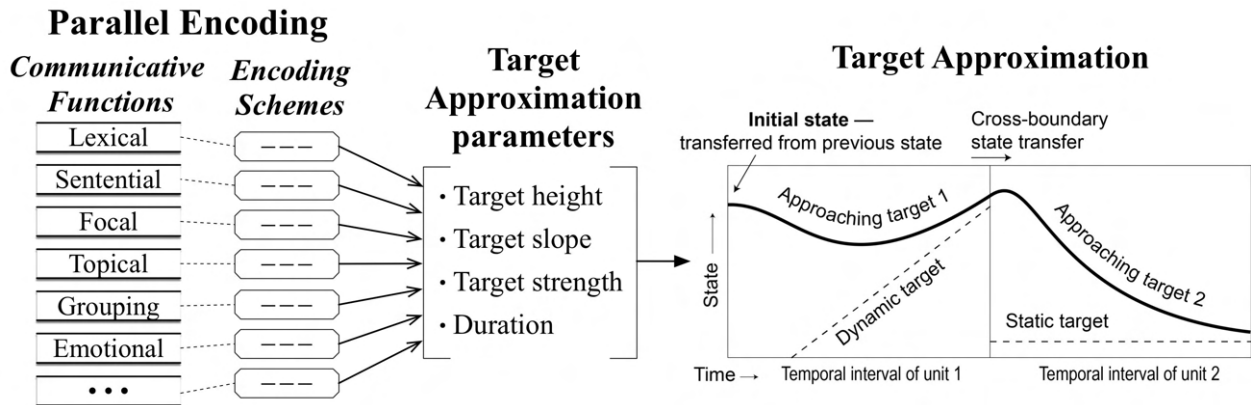 Parallel Encoding
Communicative
Functions
Encoding
Schemes
Lexical
Sentential
Focal
Topical
Grouping
Emotional
• • •
Target
Approximation
parameters
• Target height
• Target slope
• Target strength
• Duration
Target Approximation
Initial state —
transferred from previous state
Cross-boundary
state transfer
State
Approaching target 1
Dynamic target
Approaching target 2
Static target
Time
Temporal interval of unit 1
Temporal interval of unit 2